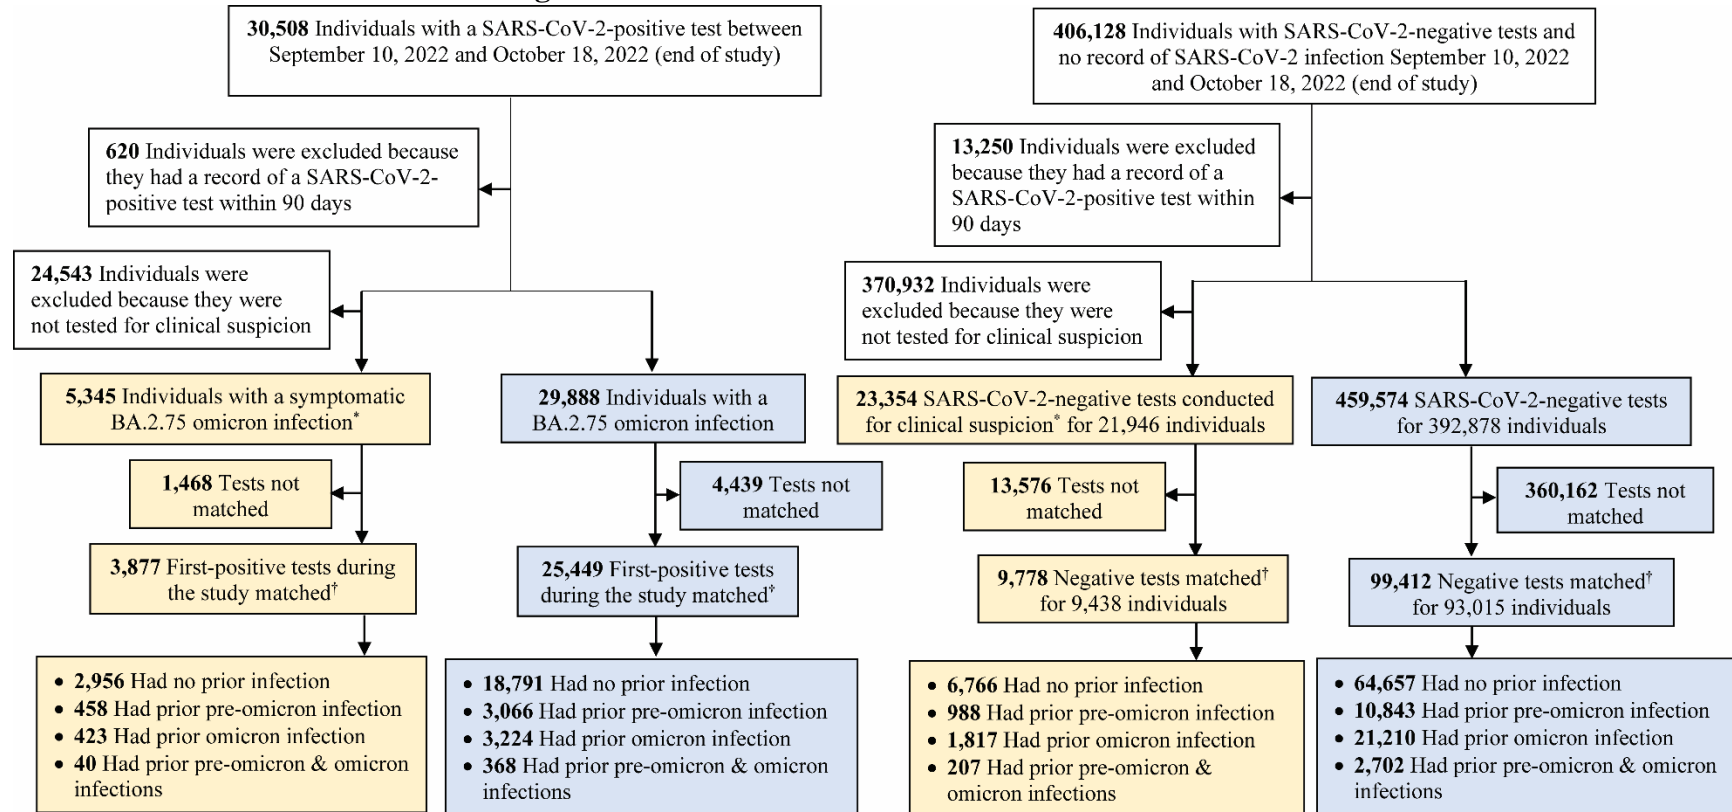 30,508 Individuals with a SARS-CoV-2-positive test between
September 10, 2022 and October 18, 2022 (end of study)
406,128 Individuals with SARS-CoV-2-negative tests and
no record of SARS-CoV-2 infection September 10, 2022
and October 18, 2022 (end of study)
620 Individuals were excluded because
they had a record of a SARS-CoV-2-
positive test within 90 days
13,250 Individuals were excluded
because they had a record of a
SARS-CoV-2-positive test within
90 days
24,543 Individuals were
excluded because they were
not tested for clinical suspicion
370,932 Individuals were
excluded because they were
not tested for clinical suspicion
5,345 Individuals with a symptomatic
BA.2.75 omicron infection*
29,888 Individuals with a
BA.2.75 omicron infection
23,354 SARS-CoV-2-negative tests conducted
for clinical suspicion* for 21,946 individuals
459,574 SARS-CoV-2-negative tests
for 392,878 individuals
1,468 Tests not
matched
4,439 Tests not
matched
13,576 Tests not
matched
360,162 Tests not
matched
3,877 First-positive tests during
the study matched†
25,449 First-positive tests
during the study matched†
9,778 Negative tests matched†
for 9,438 individuals
99,412 Negative tests matched†
for 93,015 individuals
• 2,956 Had no prior infection
• 458 Had prior pre-omicron infection
• 423 Had prior omicron infection
• 40 Had prior pre-omicron & omicron
infections
• 18,791 Had no prior infection
• 3,066 Had prior pre-omicron infection
• 3,224 Had prior omicron infection
• 368 Had prior pre-omicron & omicron
infections
• 6,766 Had no prior infection
• 988 Had prior pre-omicron infection
• 1,817 Had prior omicron infection
• 207 Had prior pre-omicron &
omicron infections
• 64,657 Had no prior infection
• 10,843 Had prior pre-omicron infection
• 21,210 Had prior omicron infection
• 2,702 Had prior pre-omicron & omicron
infections